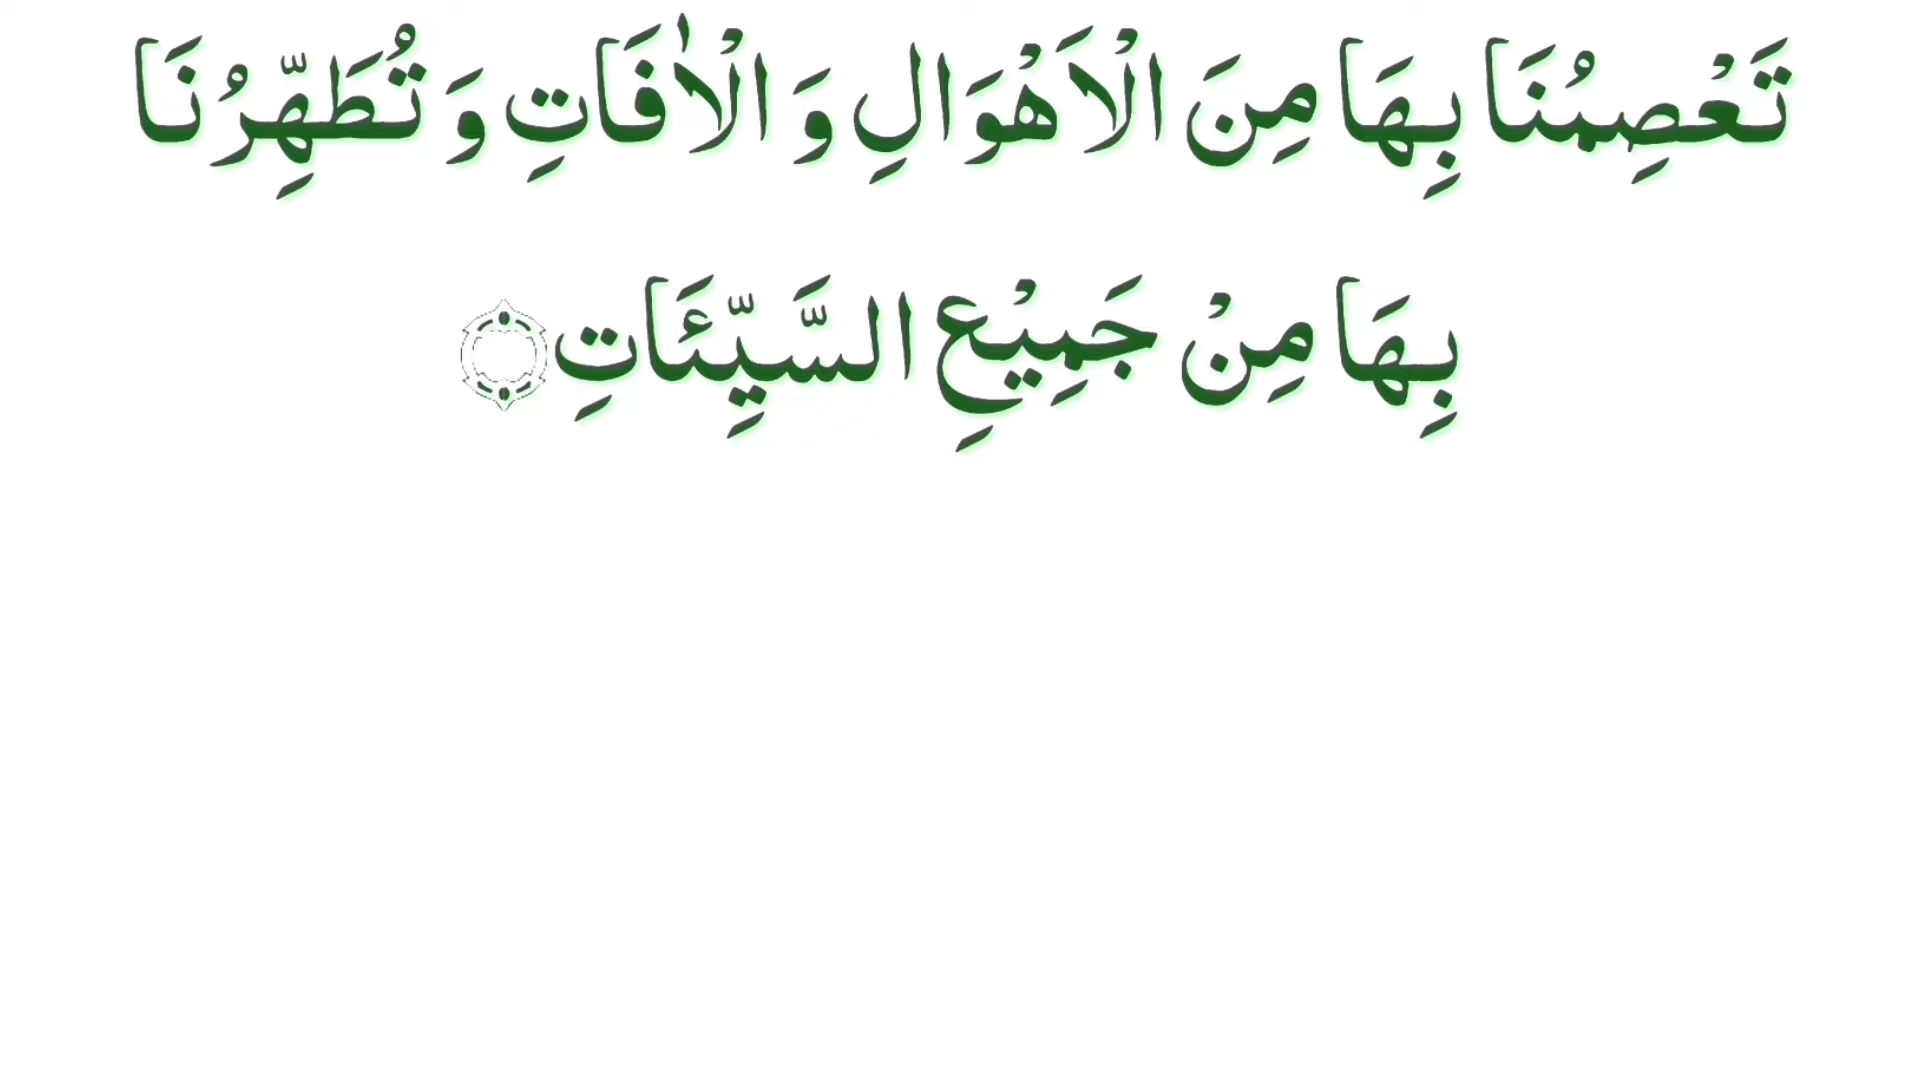 تَعْصِمُنَا بِهَا مِنَ الْاَهْوَالِ وَ الْاٰفَاتِ وَ تُطَهِّرُنَا
بِهَا مِنْ جَمِيْعِ السَّيِّئَاتِ۝